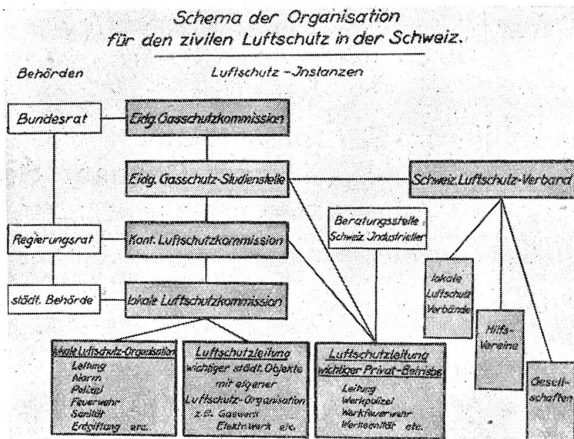 Schema der Organisation
für den zivilen Luftschutz in der Schweiz.
Behörden
Luftschutz-Instanzen
Bundesrat
Eidg. Gasschutzkommission
Eidg. Gasschutz-Studienstelle
Schweiz. Luftschutz-Verband
Beratungsstelle
Schweiz. Industrieller
Regierungsrat
Kant. Luftschutzkommission
städt. Behörde
lokale Luftschutzkommission
lokale
Luftschutz
Verbände
Hilfs-
Vereine
Gesell-
schaften
lokale Luftschutz-Organisation
Leitung
Alarm
Polizei
Feuerwehr
Sanität
Entgiftung etc.
Luftschutzleitung
wichtiger städt. Objekte
mit eigener
Luftschutz-Organisation
z.B. Gaswerk
Elektr. Werk etc.
Luftschutzleitung
wichtiger Privat-Betriebe
Leitung
Werkpolizei
Werkfeuerwehr
Werksanität etc.